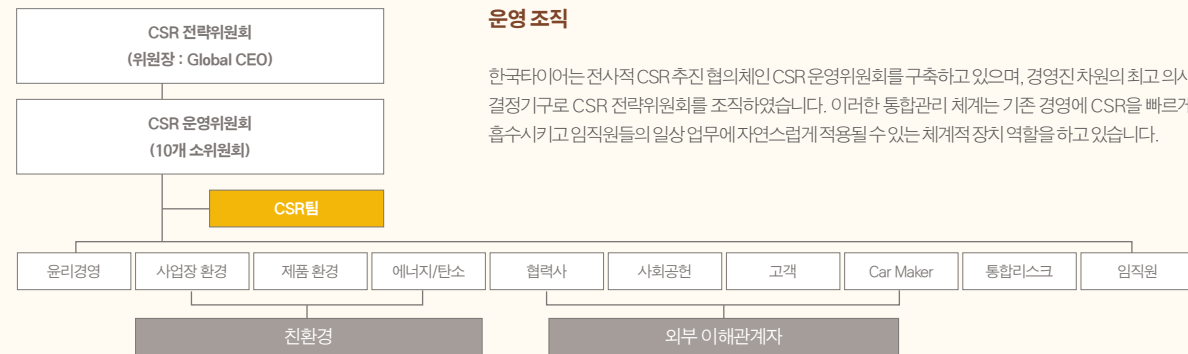 CSR 전략위원회
(위원장 : Global CEO)
CSR 운영위원회
(10개 소위원회)
CSR팀
운영 조직
한국타이어는 전사적 CSR 추진 협의체인 CSR 운영위원회를 구축하고 있으며, 경영진 차원의 최고 의사
결정기구로 CSR 전략위원회를 조직하였습니다. 이러한 통합관리 체계는 기존 경영에 CSR을 빠르게
흡수시키고 임직원들의 일상 업무에 자연스럽게 적용될 수 있는 체계적 장치 역할을 하고 있습니다.
윤리경영 사업장 환경 제품 환경 에너지/탄소 협력사 사회공헌 고객 Car Maker 통합리스크 임직원
친환경 외부 이해관계자